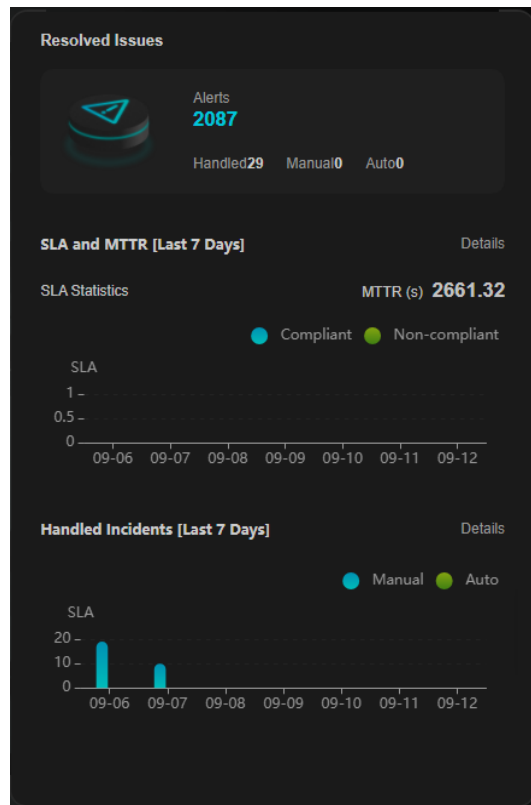 Resolved Issues
Alerts
2087
Handled29 Manual0 Auto0
SLA and MTTR [Last 7 Days] Details
SLA Statistics MTTR (s) 2661.32
Compliant Non-compliant
SLA
1
0.5
0
09-06 09-07 09-08 09-09 09-10 09-11 09-12
Handled Incidents [Last 7 Days] Details
Manual Auto
SLA
20
10
0
09-06 09-07 09-08 09-09 09-10 09-11 09-12